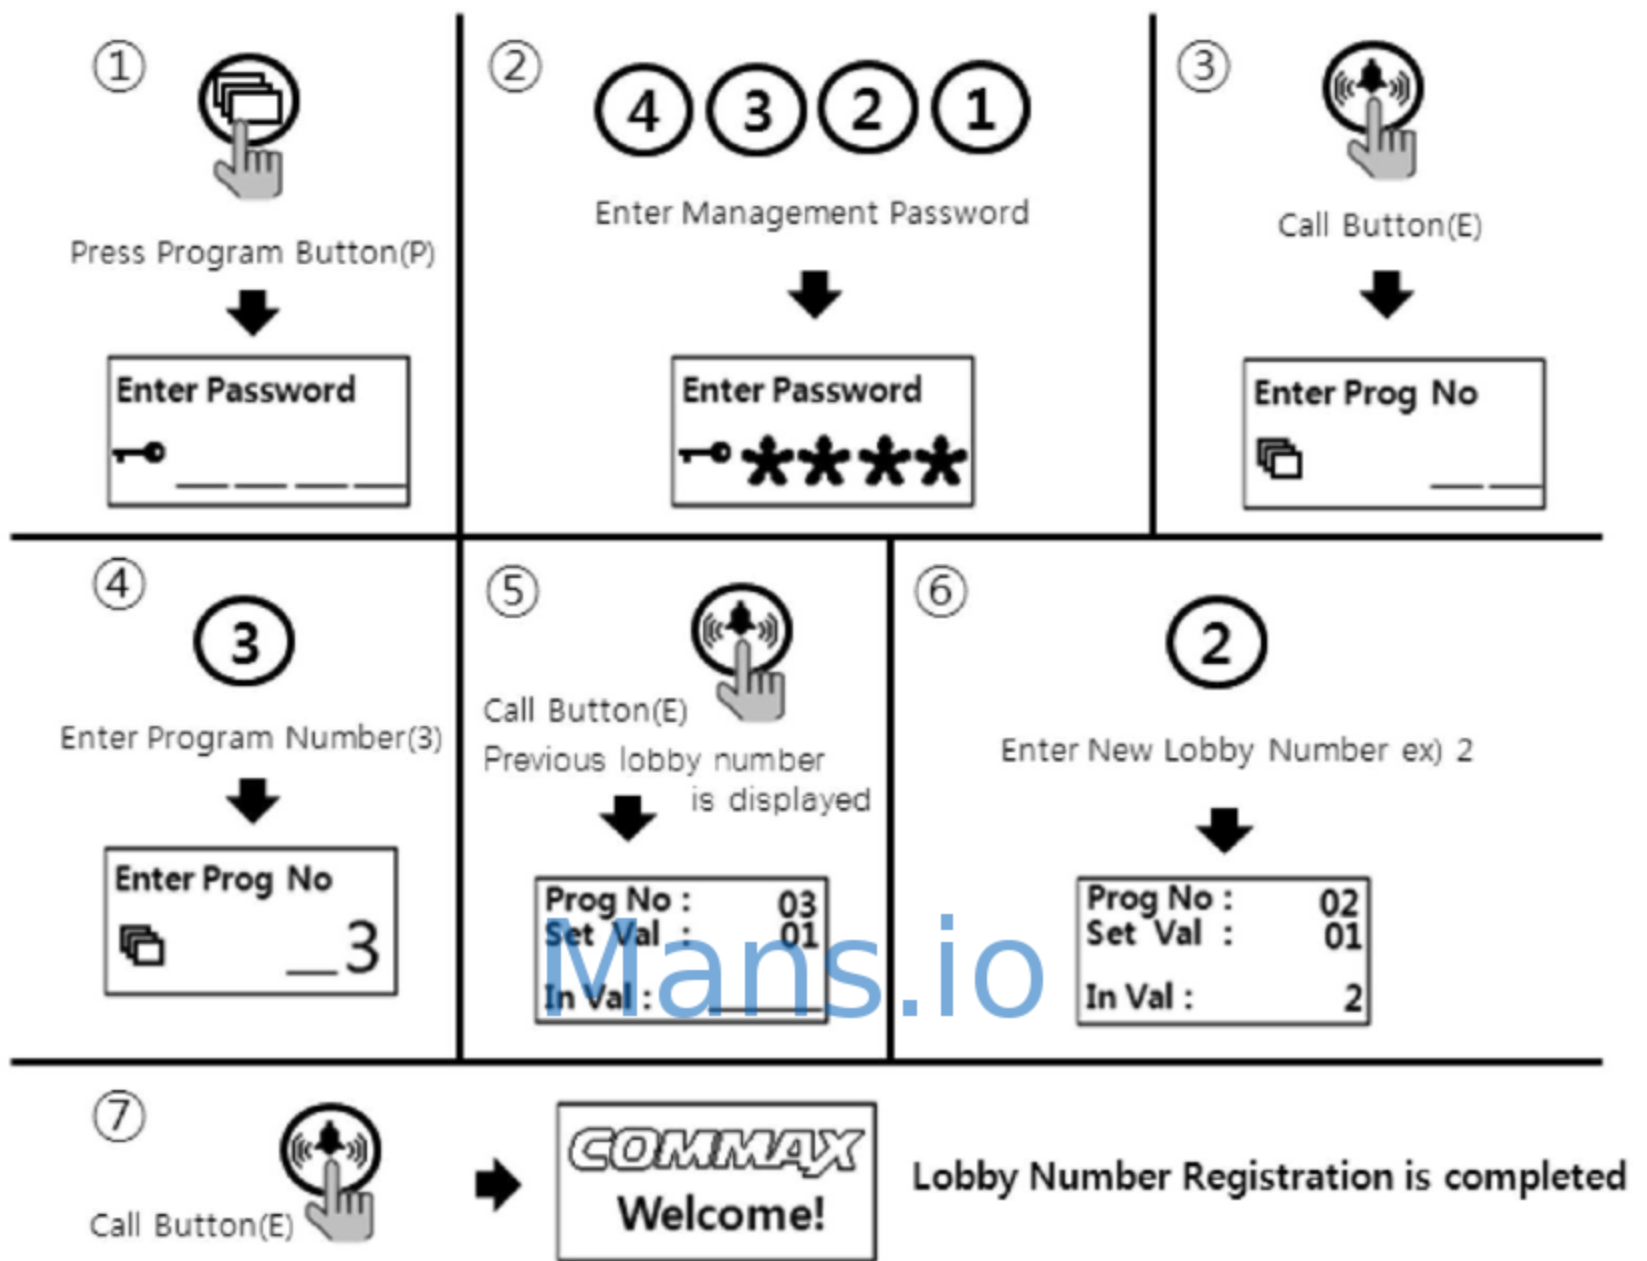 ①
Press Program Button(P)
Enter Password
②
4 3 2 1
Enter Management Password
Enter Password
③
Call Button(E)
Enter Prog No
④
3
Enter Program Number(3)
Enter Prog No
_3
⑤
Call Button(E)
Previous lobby number
is displayed
Prog No : 03
Set Val : 01
In Val :
⑥
2
Enter New Lobby Number ex) 2
Prog No : 02
Set Val : 01
In Val : 2
Mans.io
⑦
Call Button(E)
COMMAX
Welcome!
Lobby Number Registration is completed